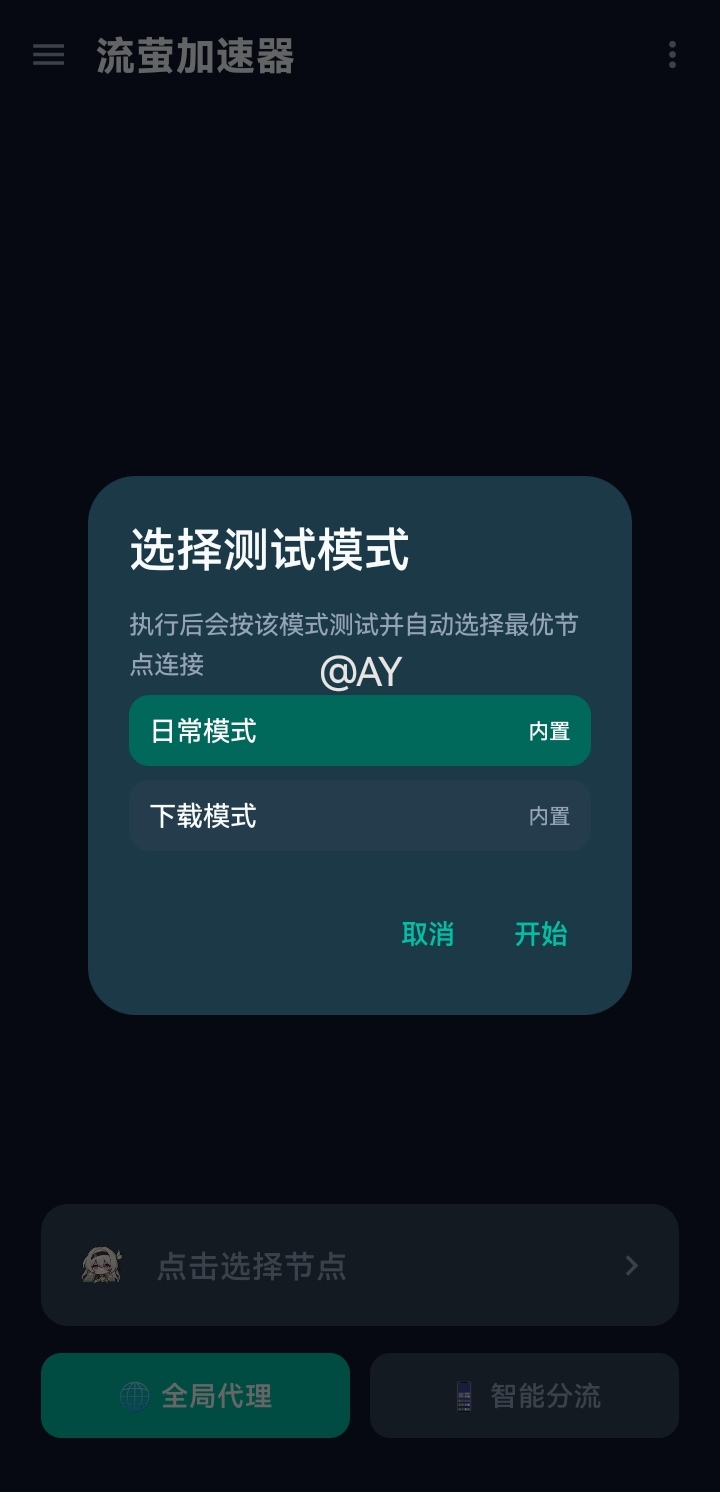 流萤加速器
选择测试模式
执行后会按该模式测试并自动选择最优节
点连接
@AY
日常模式 内置
下载模式 内置
取消 开始
点击选择节点
全局代理 智能分流